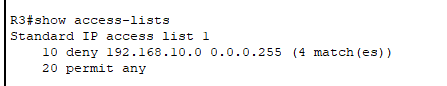 R3#show access-lists
Standard IP access list 1
    10 deny 192.168.10.0 0.0.0.255 (4 match(es))
    20 permit any